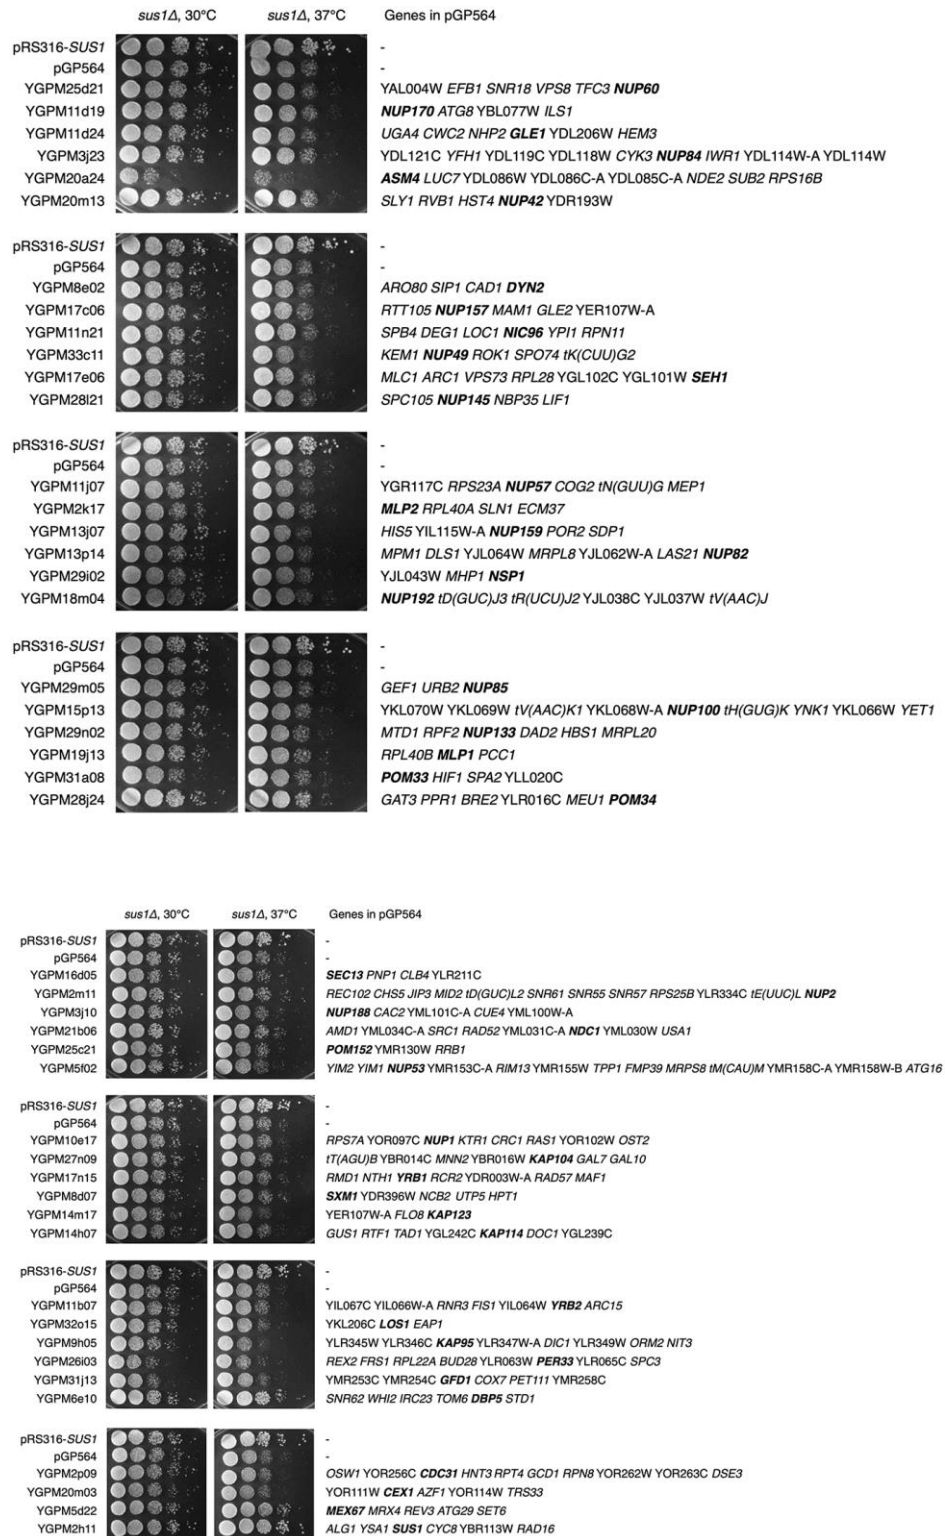 sus1Δ, 30°C sus1Δ, 37°C Genes in pGP564
pRS316-SUS1 -
pGP564 -
YGPM25d21 YAL004W EFB1 SNR18 VPS8 TFC3 NUP60
YGPM11d19 NUP170 ATG8 YBL077W ILS1
YGPM11d24 UGA4 CWC2 NHP2 GLE1 YDL206W HEM3
YGPM3j23 YDL121C YFH1 YDL119C YDL118W CYK3 NUP84 IWR1 YDL114W-A YDL114W
YGPM20a24 ASM4 LUC7 YDL086W YDL086C-A YDL085C-A NDE2 SUB2 RPS16B
YGPM20m13 SLY1 RVB1 HST4 NUP42 YDR193W
pRS316-SUS1 -
pGP564 -
YGPM8e02 ARO80 SIP1 CAD1 DYN2
YGPM17c06 RTT105 NUP157 MAM1 GLE2 YER107W-A
YGPM11n21 SPB4 DEG1 LOC1 NIC96 YPI1 RPN11
YGPM33c11 KEM1 NUP49 ROK1 SPO74 tK(CUU)G2
YGPM17e06 MLC1 ARC1 VPS73 RPL28 YGL102C YGL101W SEH1
YGPM28l21 SPC105 NUP145 NBP35 LIF1
pRS316-SUS1 -
pGP564 -
YGPM11j07 YGR117C RPS23A NUP57 COG2 tN(GUU)G MEP1
YGPM2k17 MLP2 RPL40A SLN1 ECM37
YGPM13j07 HIS5 YIL115W-A NUP159 POR2 SDP1
YGPM13p14 MPM1 DLS1 YJL064W MRPL8 YJL062W-A LAS21 NUP82
YGPM29i02 YJL043W MHP1 NSP1
YGPM18m04 NUP192 tD(GUC)J3 tR(UCU)J2 YJL038C YJL037W tV(AAC)J
pRS316-SUS1 -
pGP564 -
YGPM29m05 GEF1 URB2 NUP85
YGPM15p13 YKL070W YKL069W tV(AAC)K1 YKL068W-A NUP100 tH(GUG)K YNK1 YKL066W YET1
YGPM29n02 MTD1 RPF2 NUP133 DAD2 HBS1 MRPL20
YGPM19j13 RPL40B MLP1 PCC1
YGPM31a08 POM33 HIF1 SPA2 YLL020C
YGPM28j24 GAT3 PPR1 BRE2 YLR016C MEU1 POM34
sus1Δ, 30°C sus1Δ, 37°C Genes in pGP564
pRS316-SUS1 -
pGP564 -
YGPM16d05 SEC13 PNP1 CLB4 YLR211C
YGPM2m11 REC102 CHS5 JIP3 MID2 tD(GUC)L2 SNR61 SNR55 SNR57 RPS25B YLR334C tE(UUC)L NUP2
YGPM3j10 NUP188 CAC2 YML101C-A CUE4 YML100W-A
YGPM21b06 AMD1 YML034C-A SRC1 RAD52 YML031C-A NDC1 YML030W USA1
YGPM25c21 POM152 YMR130W RRB1
YGPM5f02 YIM2 YIM1 NUP53 YMR153C-A RIM13 YMR155W TPP1 FMP39 MRPS8 tM(CAU)M YMR158C-A YMR158W-B ATG16
pRS316-SUS1 -
pGP564 -
YGPM10e17 RPS7A YOR097C NUP1 KTR1 CRC1 RAS1 YOR102W OST2
YGPM27n09 tT(AGU)B YBR014C MNN2 YBR016W KAP104 GAL7 GAL10
YGPM17n15 RMD1 NTH1 YRB1 RCR2 YDR003W-A RAD57 MAF1
YGPM8d07 SXM1 YDR396W NCB2 UTP5 HPT1
YGPM14m17 YER107W-A FLO8 KAP123
YGPM14h07 GUS1 RTF1 TAD1 YGL242C KAP114 DOC1 YGL239C
pRS316-SUS1 -
pGP564 -
YGPM11b07 YIL067C YIL066W-A RNR3 FIS1 YIL064W YRB2 ARC15
YGPM32o15 YKL206C LOS1 EAP1
YGPM9h05 YLR345W YLR346C KAP95 YLR347W-A DIC1 YLR349W ORM2 NIT3
YGPM26i03 REX2 FRS1 RPL22A BUD28 YLR063W PER33 YLR065C SPC3
YGPM31j13 YMR253C YMR254C GFD1 COX7 PET111 YMR258C
YGPM6e10 SNR62 WHI2 IRC23 TOM6 DBP5 STD1
pRS316-SUS1 -
pGP564 -
YGPM2p09 OSW1 YOR256C CDC31 HNT3 RPT4 GCD1 RPN8 YOR262W YOR263C DSE3
YGPM20m03 YOR111W CEX1 AZF1 YOR114W TRS33
YGPM5d22 MEX67 MRX4 REV3 ATG29 SET6
YGPM2h11 ALG1 YSA1 SUS1 CYC8 YBR113W RAD16